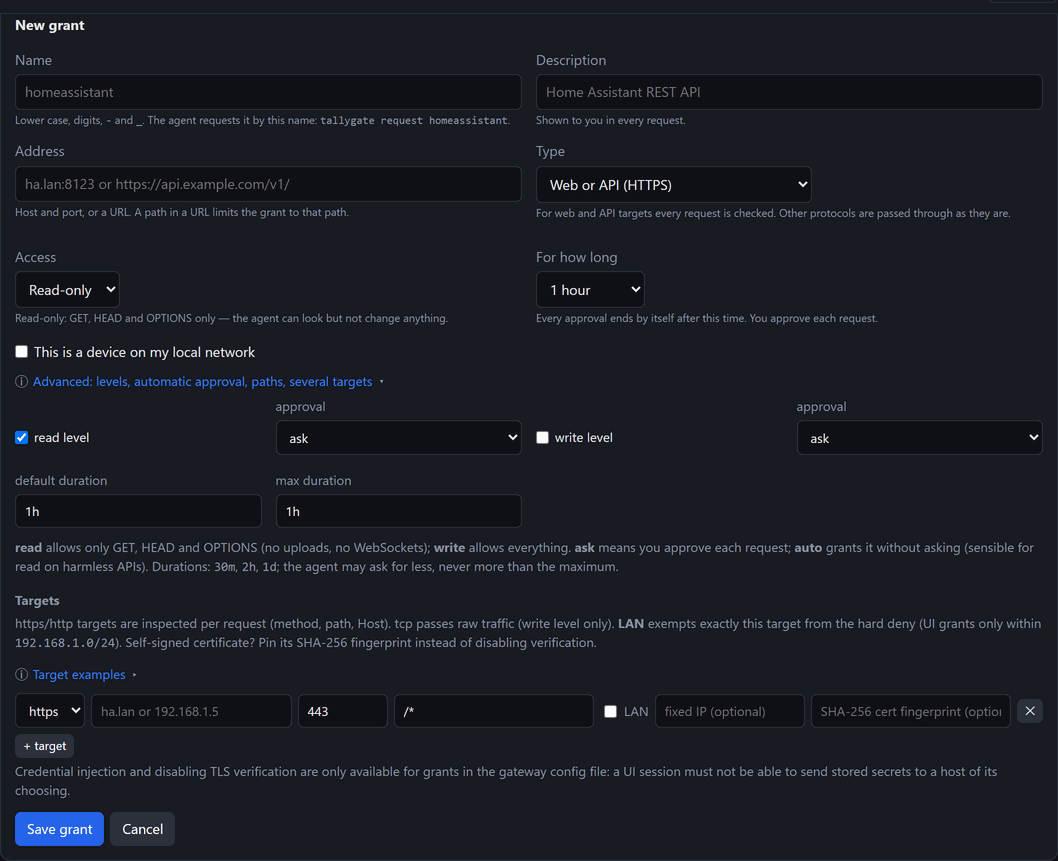 New grant
Name
Description
homeassistant
Home Assistant REST API
Lower case, digits, - and _. The agent requests it by this name: tallygate request homeassistant.
Shown to you in every request.
Address
Type
ha.lan:8123 or https://api.example.com/v1/
Web or API (HTTPS)
Host and port, or a URL. A path in a URL limits the grant to that path.
For web and API targets every request is checked. Other protocols are passed through as they are.
Access
For how long
Read-only
1 hour
Read-only: GET, HEAD and OPTIONS only — the agent can look but not change anything.
Every approval ends by itself after this time. You approve each request.
This is a device on my local network
ⓘ Advanced: levels, automatic approval, paths, several targets
approval
approval
read level
ask
write level
ask
default duration
max duration
1h
1h
read allows only GET, HEAD and OPTIONS (no uploads, no WebSockets); write allows everything. ask means you approve each request; auto grants it without asking (sensible for
read on harmless APIs). Durations: 30m, 2h, 1d; the agent may ask for less, never more than the maximum.
Targets
https/http targets are inspected per request (method, path, Host). tcp passes raw traffic (write level only). LAN exempts exactly this target from the hard deny (UI grants only within
192.168.1.0/24). Self-signed certificate? Pin its SHA-256 fingerprint instead of disabling verification.
ⓘ Target examples
https
ha.lan or 192.168.1.5
443
/*
LAN
fixed IP (optional)
SHA-256 cert fingerprint (option
+ target
Credential injection and disabling TLS verification are only available for grants in the gateway config file: a UI session must not be able to send stored secrets to a host of its
choosing.
Save grant
Cancel